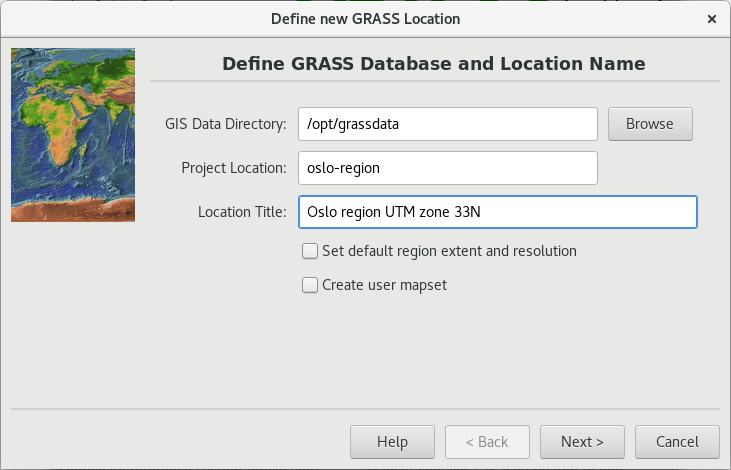 Define new GRASS Location
Define GRASS Database and Location Name
GIS Data Directory: /opt/grassdata Browse
Project Location: oslo-region
Location Title: Oslo region UTM zone 33N
Set default region extent and resolution
Create user mapset
Help < Back Next > Cancel